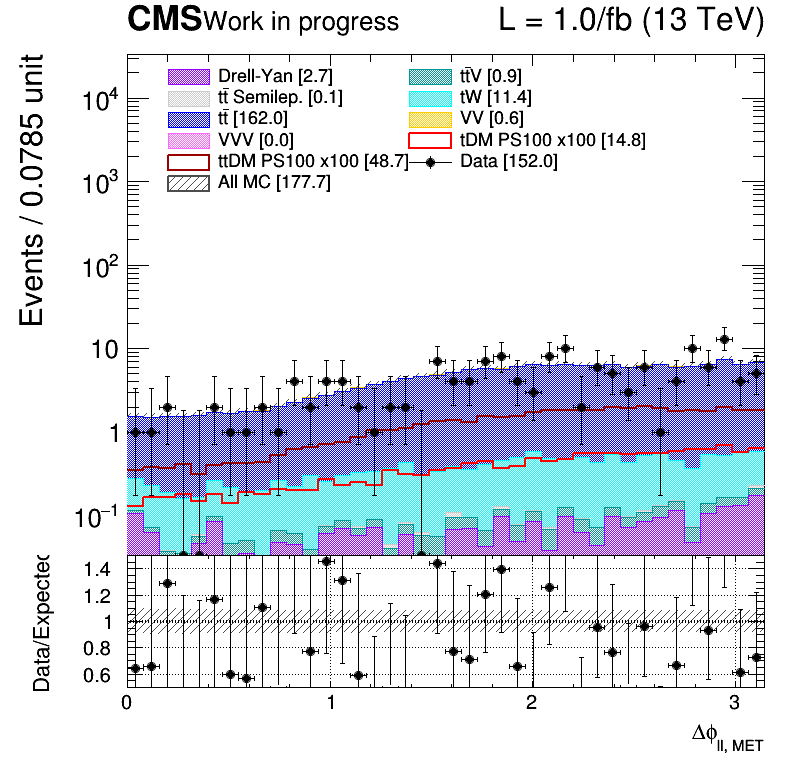 CMS Work in progress L = 1.0/fb (13 TeV)
Events / 0.0785 unit
Drell-Yan [2.7] tt̄V [0.9]
tt̄ Semilep. [0.1] tW [11.4]
tt̄ [162.0] VV [0.6]
VVV [0.0] tDM PS100 x100 [14.8]
ttDM PS100 x100 [48.7] Data [152.0]
All MC [177.7]
10⁴
10³
10²
10
1
10⁻¹
Data/Expected
1.4
1.2
1
0.8
0.6
0 1 2 3
Δϕ_ll, MET